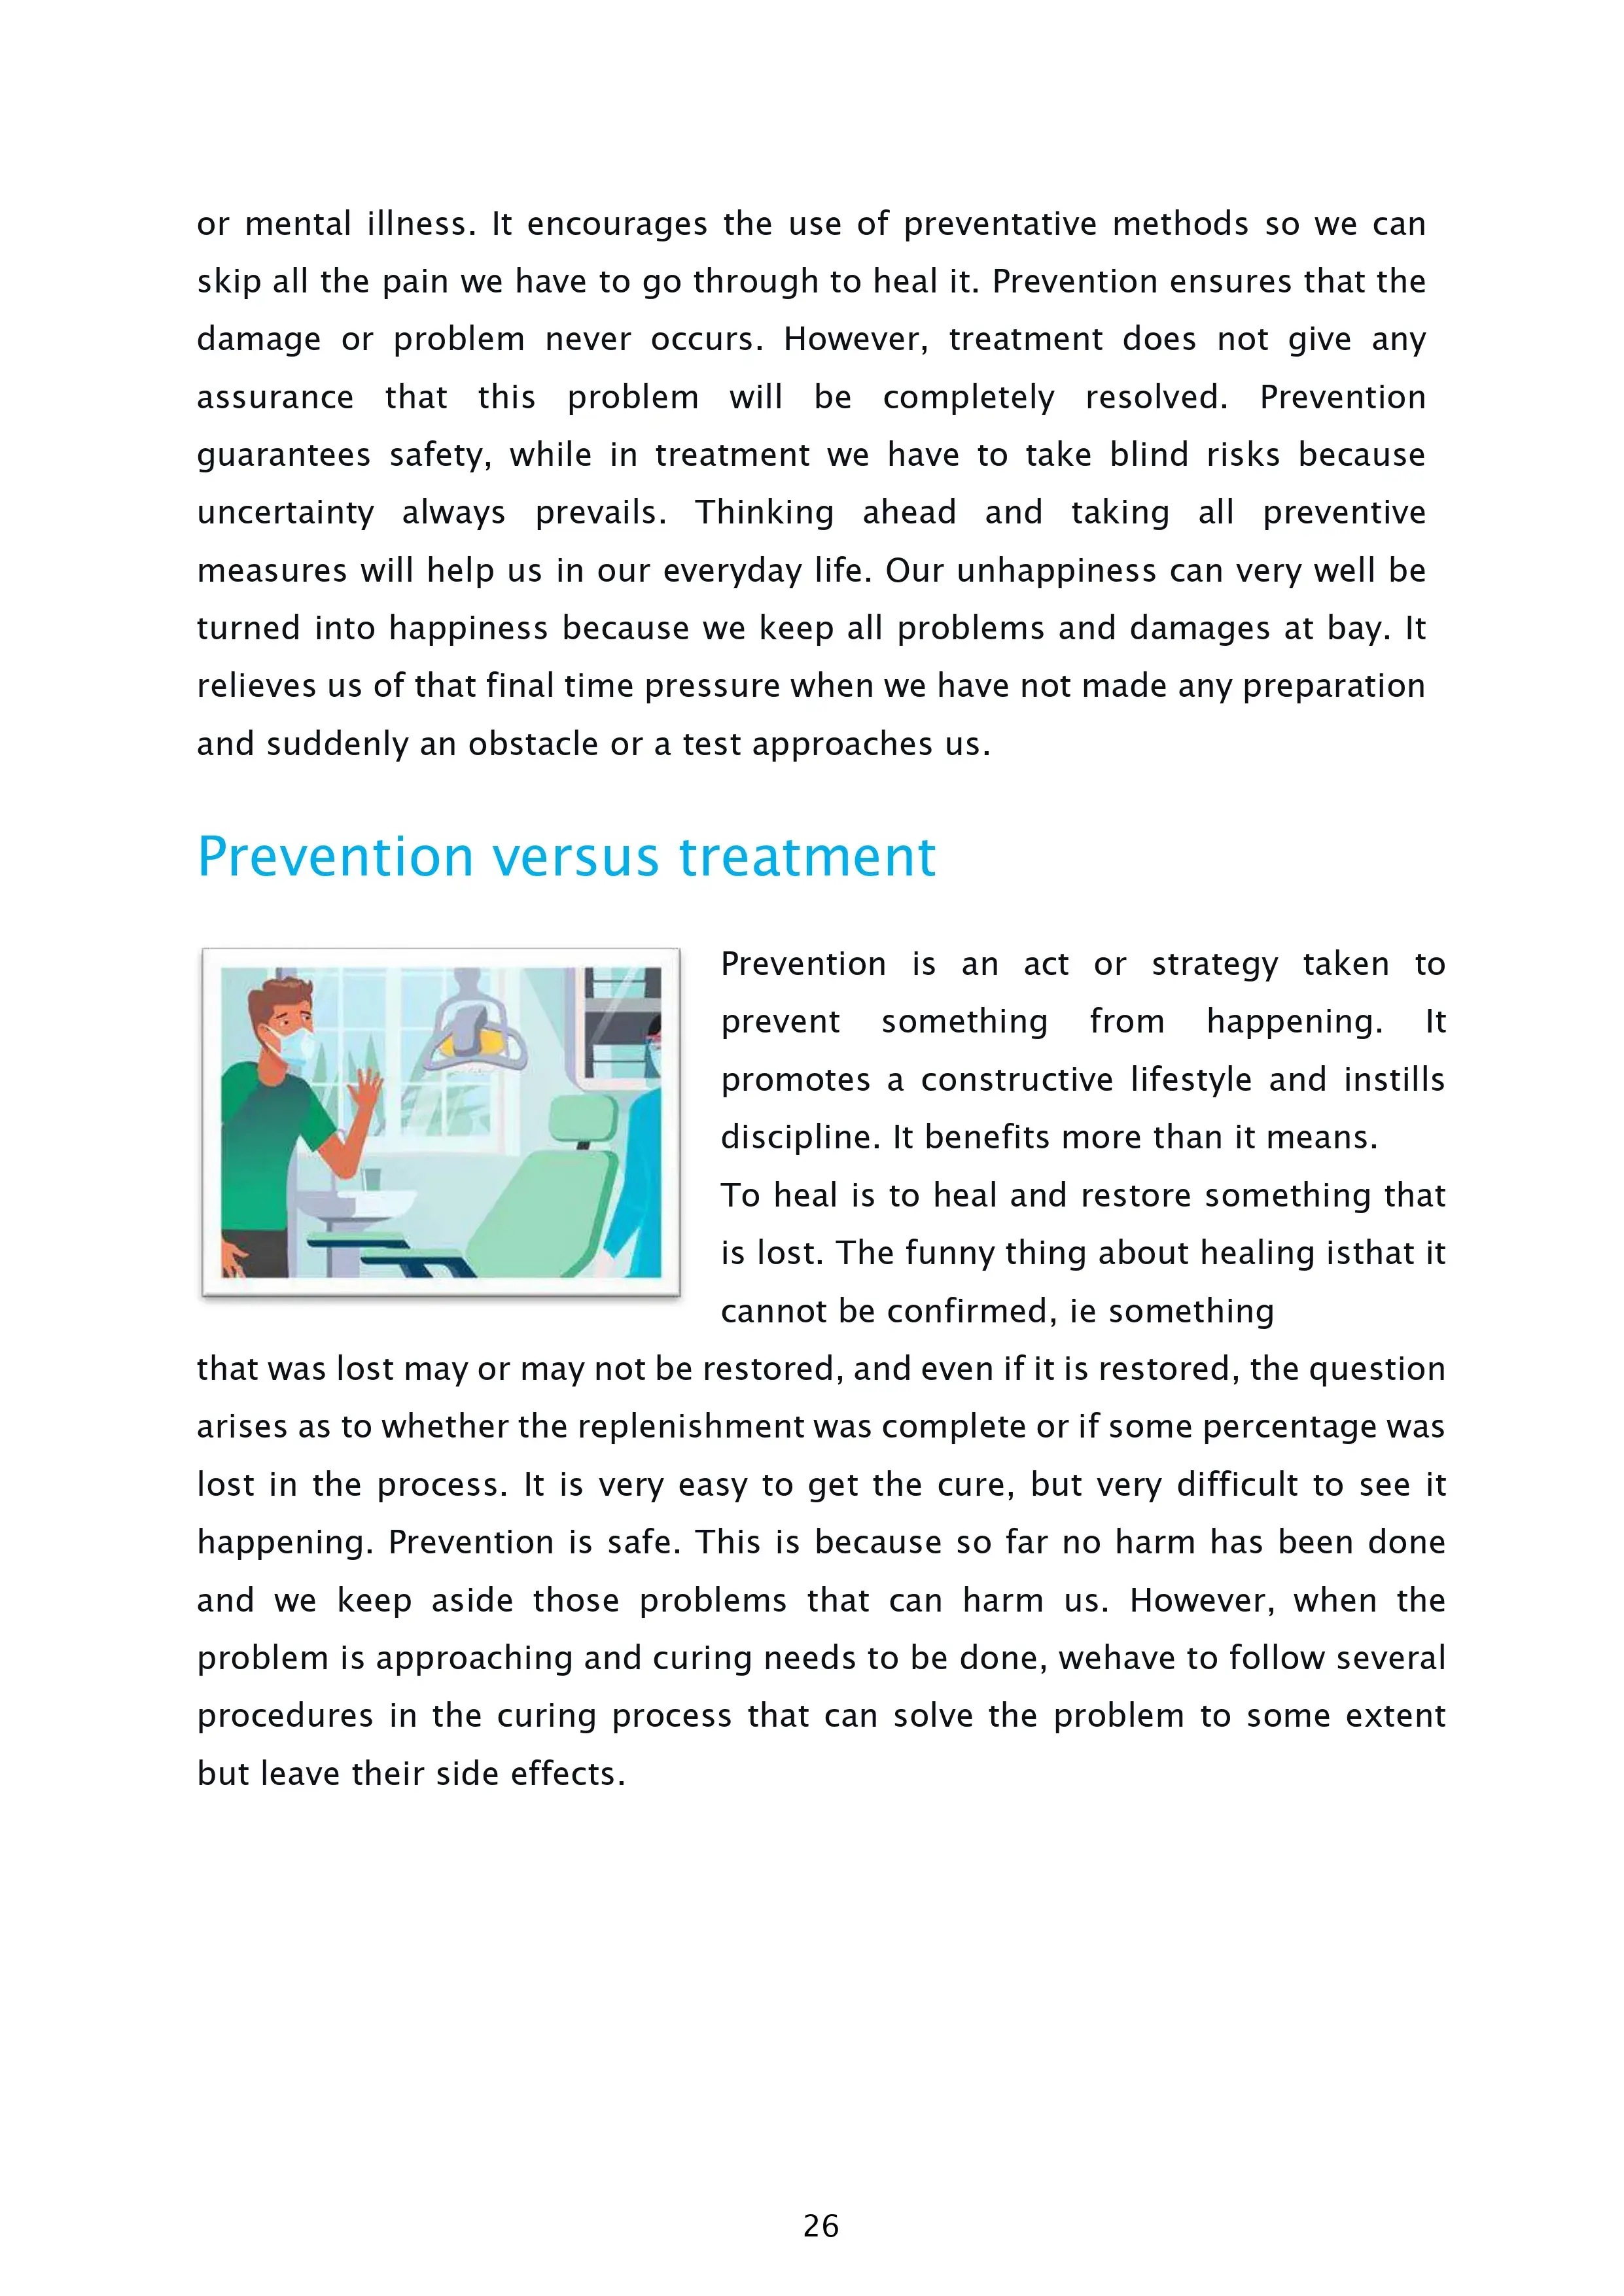 or mental illness. It encourages the use of preventative methods so we can
skip all the pain we have to go through to heal it. Prevention ensures that the
damage or problem never occurs. However, treatment does not give any
assurance that this problem will be completely resolved. Prevention
guarantees safety, while in treatment we have to take blind risks because
uncertainty always prevails. Thinking ahead and taking all preventive
measures will help us in our everyday life. Our unhappiness can very well be
turned into happiness because we keep all problems and damages at bay. It
relieves us of that final time pressure when we have not made any preparation
and suddenly an obstacle or a test approaches us.
Prevention versus treatment
Prevention is an act or strategy taken to
prevent something from happening. It
promotes a constructive lifestyle and instills
discipline. It benefits more than it means.
To heal is to heal and restore something that
is lost. The funny thing about healing isthat it
cannot be confirmed, ie something
that was lost may or may not be restored, and even if it is restored, the question
arises as to whether the replenishment was complete or if some percentage was
lost in the process. It is very easy to get the cure, but very difficult to see it
happening. Prevention is safe. This is because so far no harm has been done
and we keep aside those problems that can harm us. However, when the
problem is approaching and curing needs to be done, wehave to follow several
procedures in the curing process that can solve the problem to some extent
but leave their side effects.
26